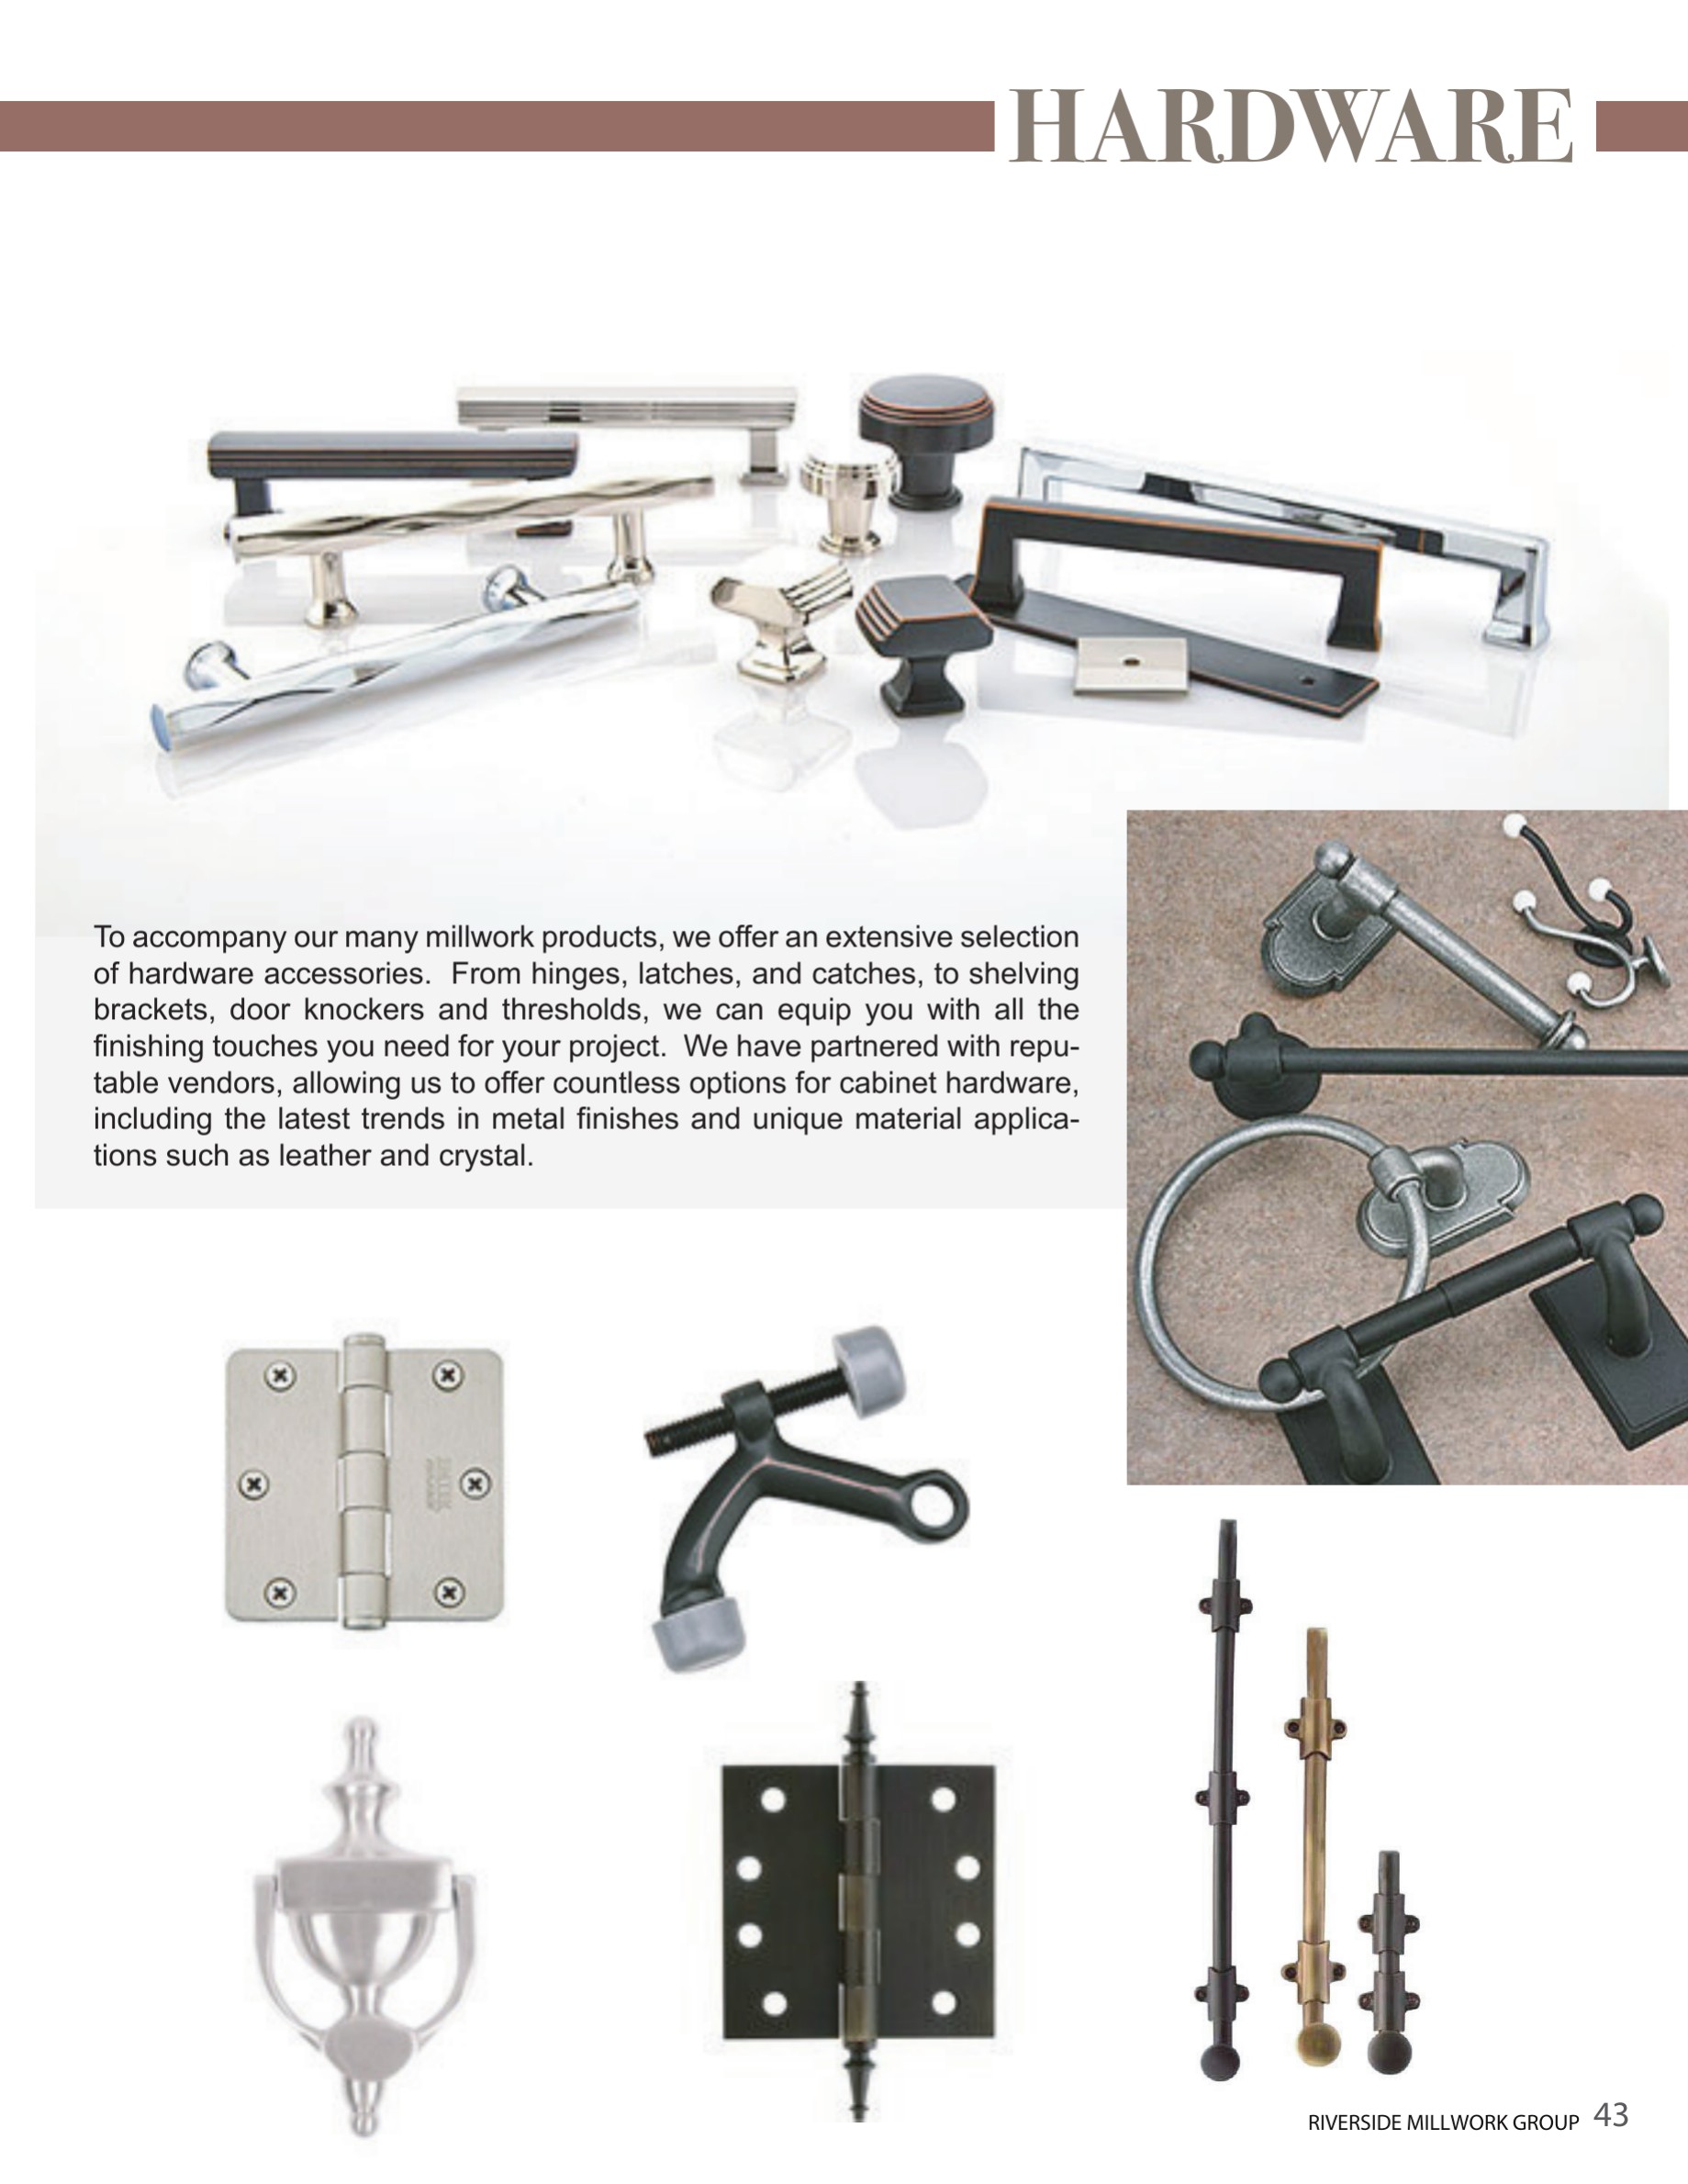 HARDWARE
To accompany our many millwork products, we offer an extensive selection
of hardware accessories.  From hinges, latches, and catches, to shelving
brackets, door knockers and thresholds, we can equip you with all the
finishing touches you need for your project.  We have partnered with repu-
table vendors, allowing us to offer countless options for cabinet hardware,
including the latest trends in metal finishes and unique material applica-
tions such as leather and crystal.
RIVERSIDE MILLWORK GROUP 43